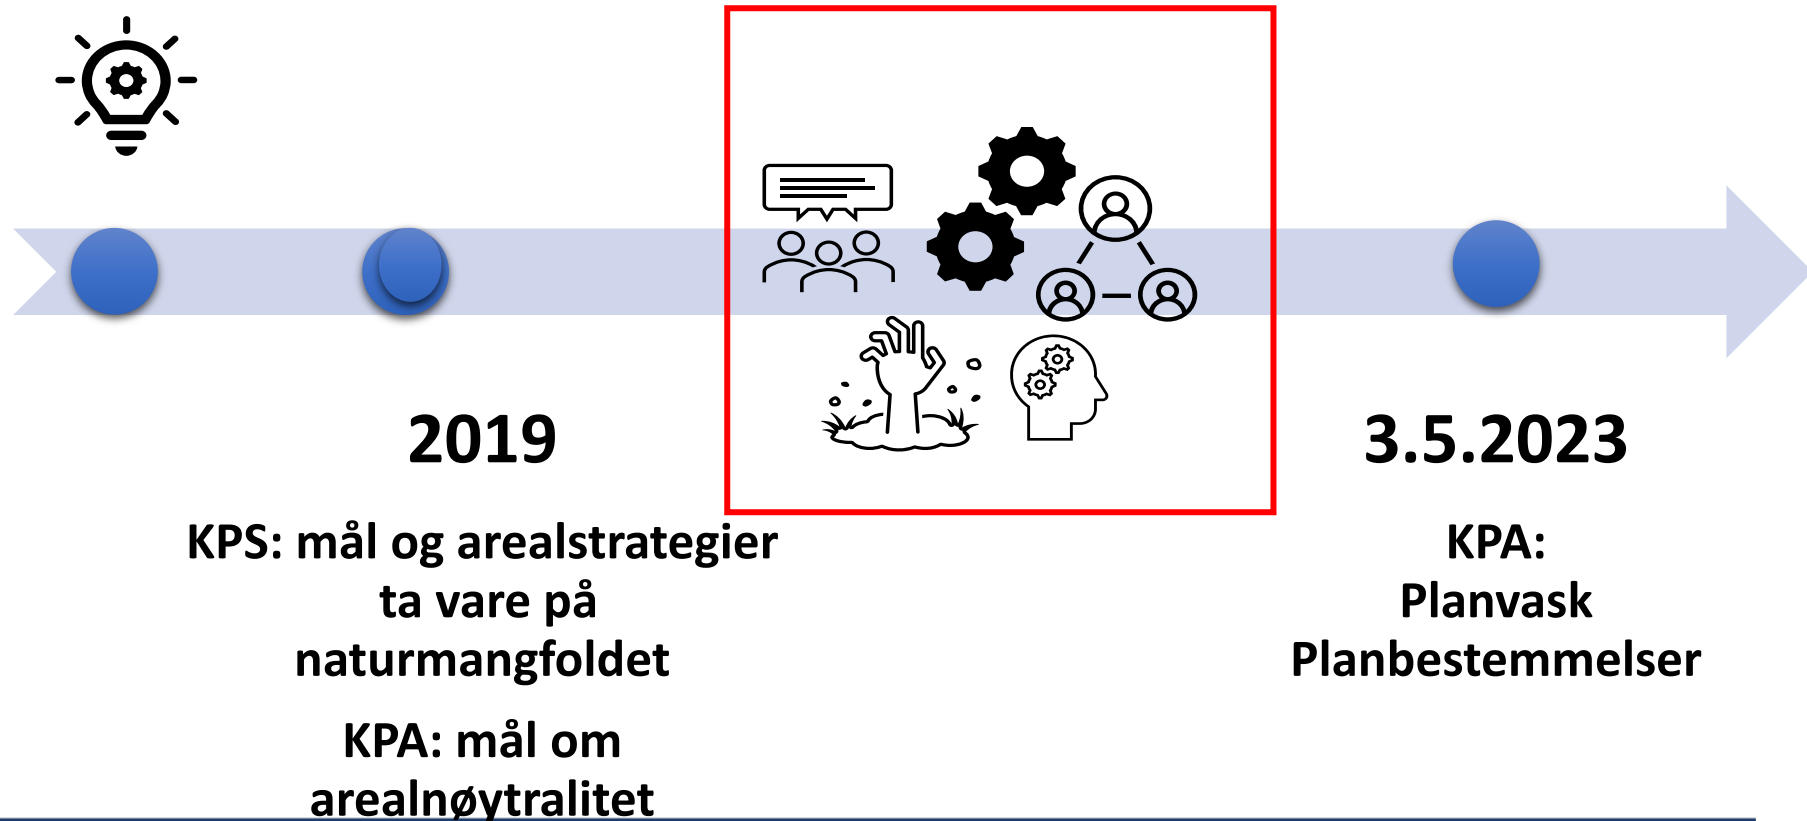 2019
KPS: mål og arealstrategier
ta vare på
naturmangfoldet
KPA: mål om
arealnøytralitet
3.5.2023
KPA:
Planvask
Planbestemmelser